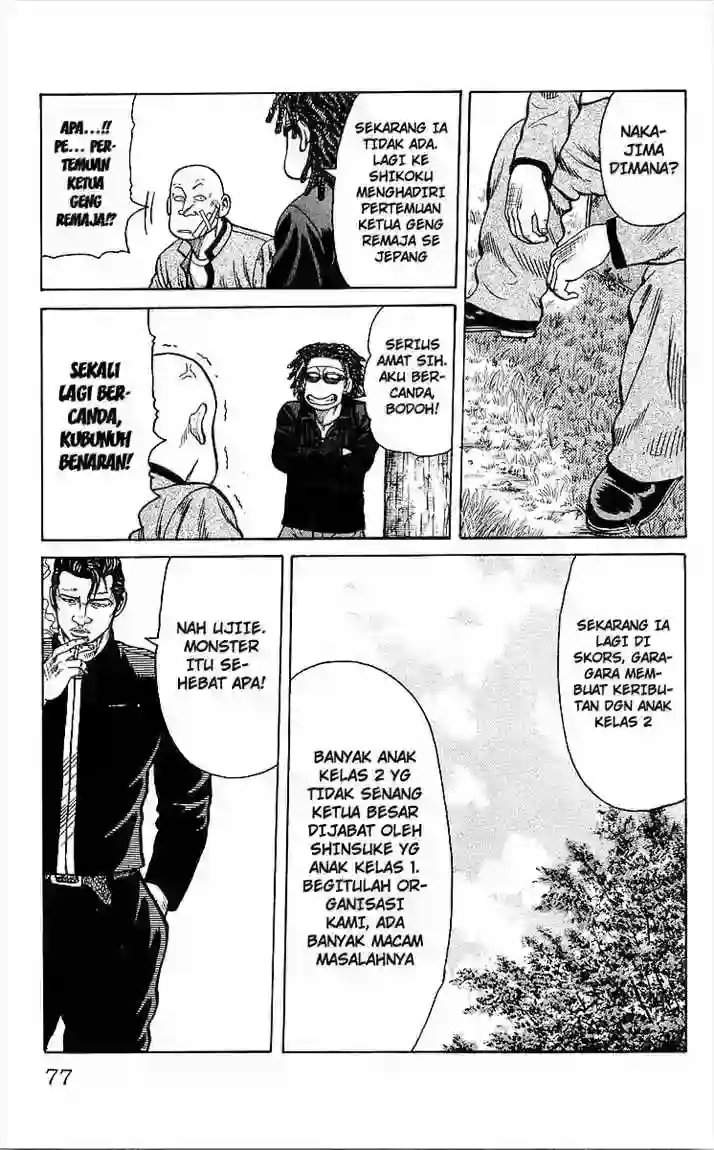 NAKA-
JIMA
DIMANA?
SEKARANG IA
TIDAK ADA.
LAGI KE
SHIKOKU
MENGHADIRI
PERTEMUAN
KETUA GENG
REMAJA SE
JEPANG
APA...!!
PE... PER-
TEMUAN
KETUA
GENG
REMAJA!?
SERIUS
AMAT SIH.
AKU BER-
CANDA,
BODOH!
SEKALI
LAGI BER-
CANDA,
KUBUNUH
BENARAN!
SEKARANG IA
LAGI DI
SKORS, GARA-
GARA MEM-
BUAT KERIBU-
TAN DGN ANAK
KELAS 2
BANYAK ANAK
KELAS 2 YG
TIDAK SENANG
KETUA BESAR
DIJABAT OLEH
SHINSUKE YG
ANAK KELAS 1.
BEGITULAH OR-
GANISASI
KAMI, ADA
BANYAK MACAM
MASALAHNYA
NAH UJIIE.
MONSTER
ITU SE-
HEBAT APA!
77